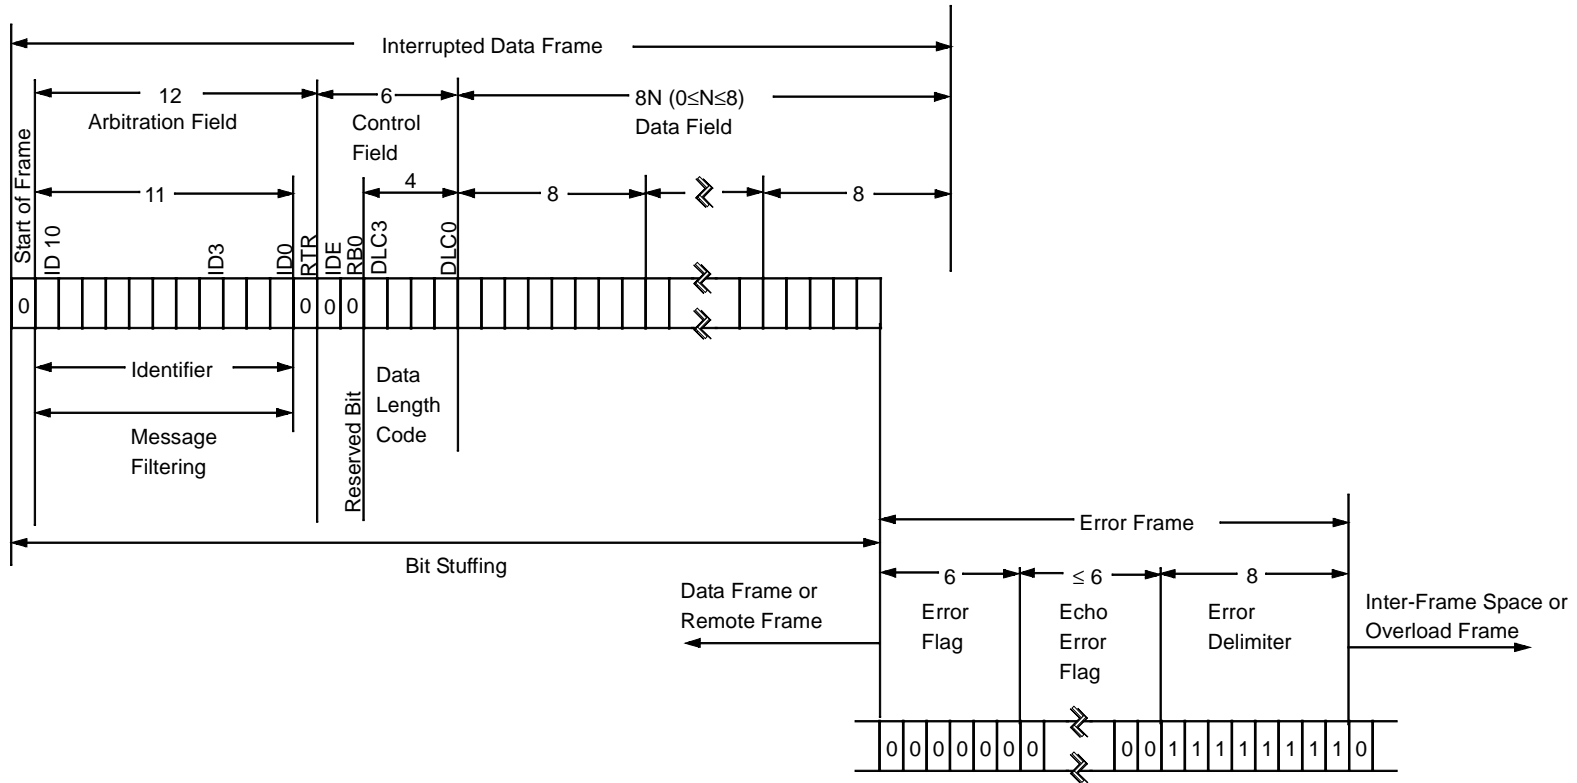 Interrupted Data Frame
12
Arbitration Field
6
Control
Field
8N (0≤N≤8)
Data Field
Start of Frame
11
4
8
8
ID 10
ID3
ID0
RTR
IDE
RB0
DLC3
DLC0
0
0
0
0
Identifier
Message
Filtering
Reserved Bit
Data
Length
Code
Bit Stuffing
Error Frame
6
≤ 6
8
Data Frame or
Remote Frame
Error
Flag
Echo
Error
Flag
Error
Delimiter
Inter-Frame Space or
Overload Frame
0 0 0 0 0 0 0 0 0 1 1 1 1 1 1 1 1 0